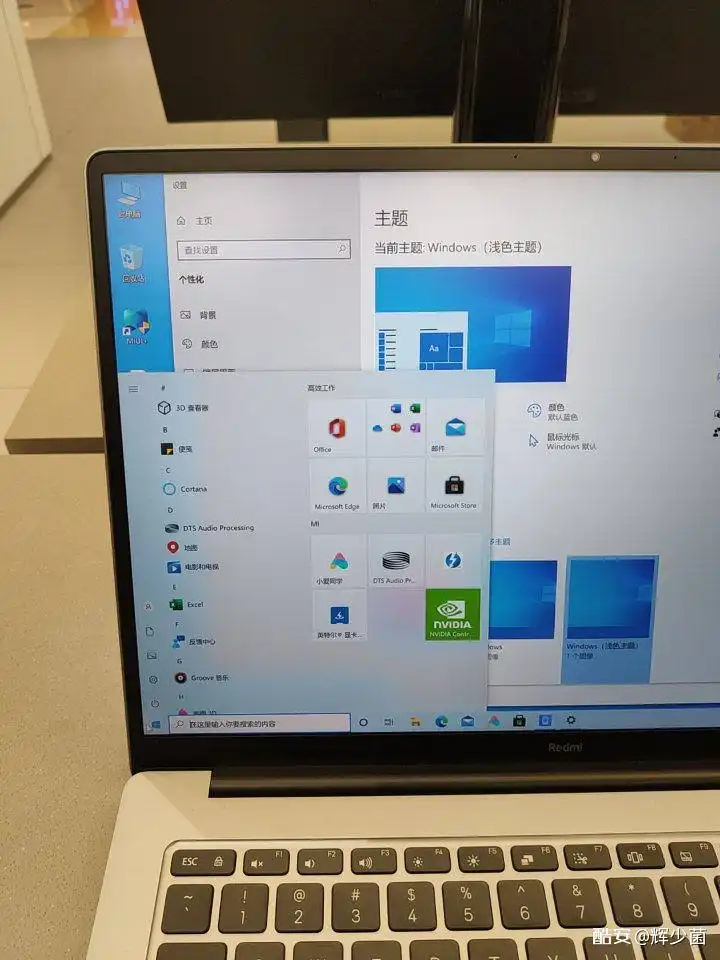 设置
此电脑
主页
查找设置
回收站
个性化
MIUI+
背景
颜色
主题
当前主题: Windows（浅色主题）
Aa
颜色
默认蓝色
鼠标光标
Windows 默认
#
高效工作
3D 查看器
B
便笺
Office
邮件
C
Cortana
Microsoft Edge
照片
Microsoft Store
D
MI
DTS Audio Processing
地图
电影和电视
小爱同学
DTS Audio Pr...
E
Excel
F
反馈中心
英特尔® 显卡...
NVIDIA
NVIDIA Contr...
G
Groove 音乐
H
Windows（浅色主题）
1 个图像
在这里输入你要搜索的内容
Redmi
ESC F1 F2 F3 F4 F5 F6 F7 F8 F9
~ ! @ # $ % ^ & * (
` 1 2 3 4 5 6 7 8 9
酷安 @辉少菌